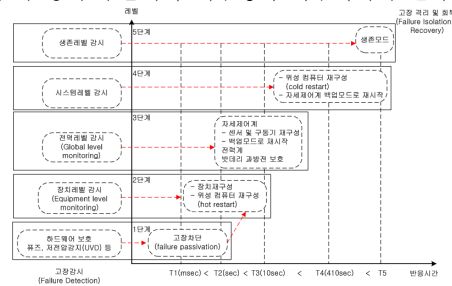 레벨
고장 격리 및 회복
(Failure Isolation
Recovery)
5단계
생존레벨 감시
생존모드
4단계
시스템레벨 감시
- 위성 컴퓨터 재구성
(cold restart)
- 자세제어계 백업모드로 재시작
3단계
전역레벨 감시
(Global level
monitoring)
자세제어계
- 센서 및 구동기 재구성
- 백업모드로 재시작
전력계
밧데리 과방전 보호
2단계
장치레벨 감시
(Equipment level
monitoring)
- 장치재구성
- 위성 컴퓨터 재구성
(hot restart)
1단계
하드웨어 보호
퓨즈, 저전압감지(UVD) 등
고장차단
(failure passivation)
고장감시
(Failure Detection)
T1(msec) < T2(sec) < T3(10sec) < T4(410sec) < T5
반응시간